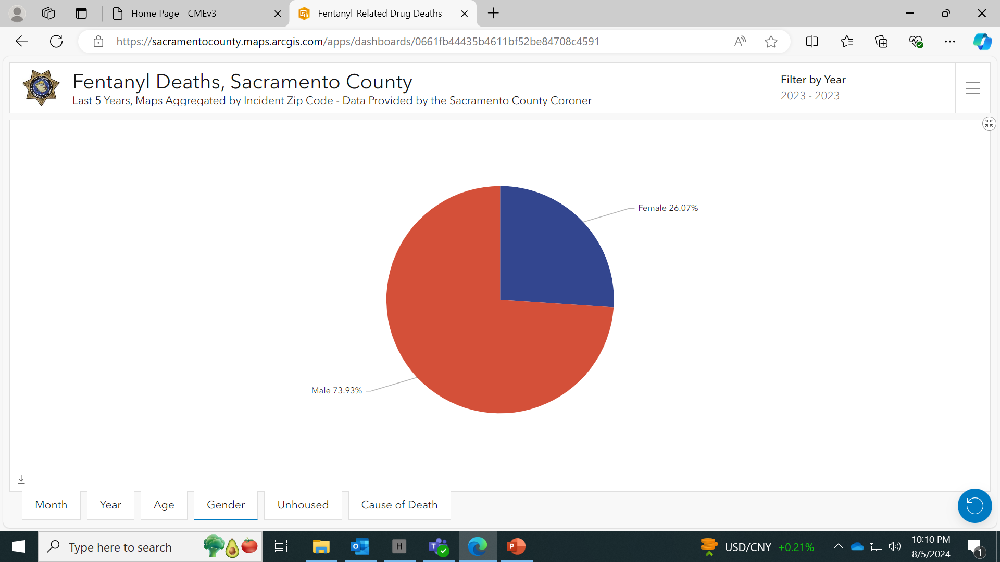 Home Page - CMEv3
Fentanyl-Related Drug Deaths
https://sacramentocounty.maps.arcgis.com/apps/dashboards/0661fb44435b4611bf52be84708c4591
Fentanyl Deaths, Sacramento County
Last 5 Years, Maps Aggregated by Incident Zip Code - Data Provided by the Sacramento County Coroner
Filter by Year
2023 - 2023
Female 26.07%
Male 73.93%
Month
Year
Age
Gender
Unhoused
Cause of Death
Type here to search
H
USD/CNY +0.21%
10:10 PM
8/5/2024
1